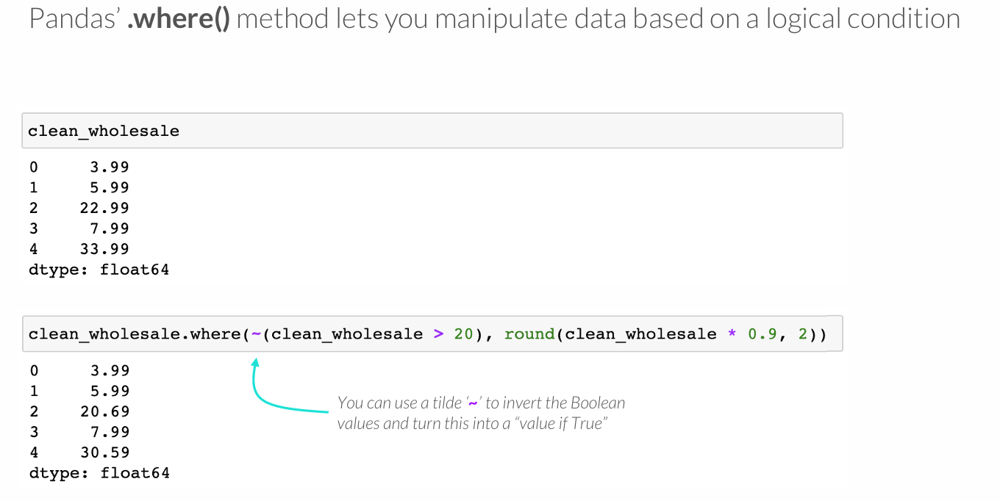 Pandas’ .where() method lets you manipulate data based on a logical condition
clean_wholesale
0     3.99
1     5.99
2    22.99
3     7.99
4    33.99
dtype: float64
clean_wholesale.where(~(clean_wholesale > 20), round(clean_wholesale * 0.9, 2))
0     3.99
1     5.99
2    20.69
3     7.99
4    30.59
dtype: float64
You can use a tilde ‘~’ to invert the Boolean
values and turn this into a “value if True”